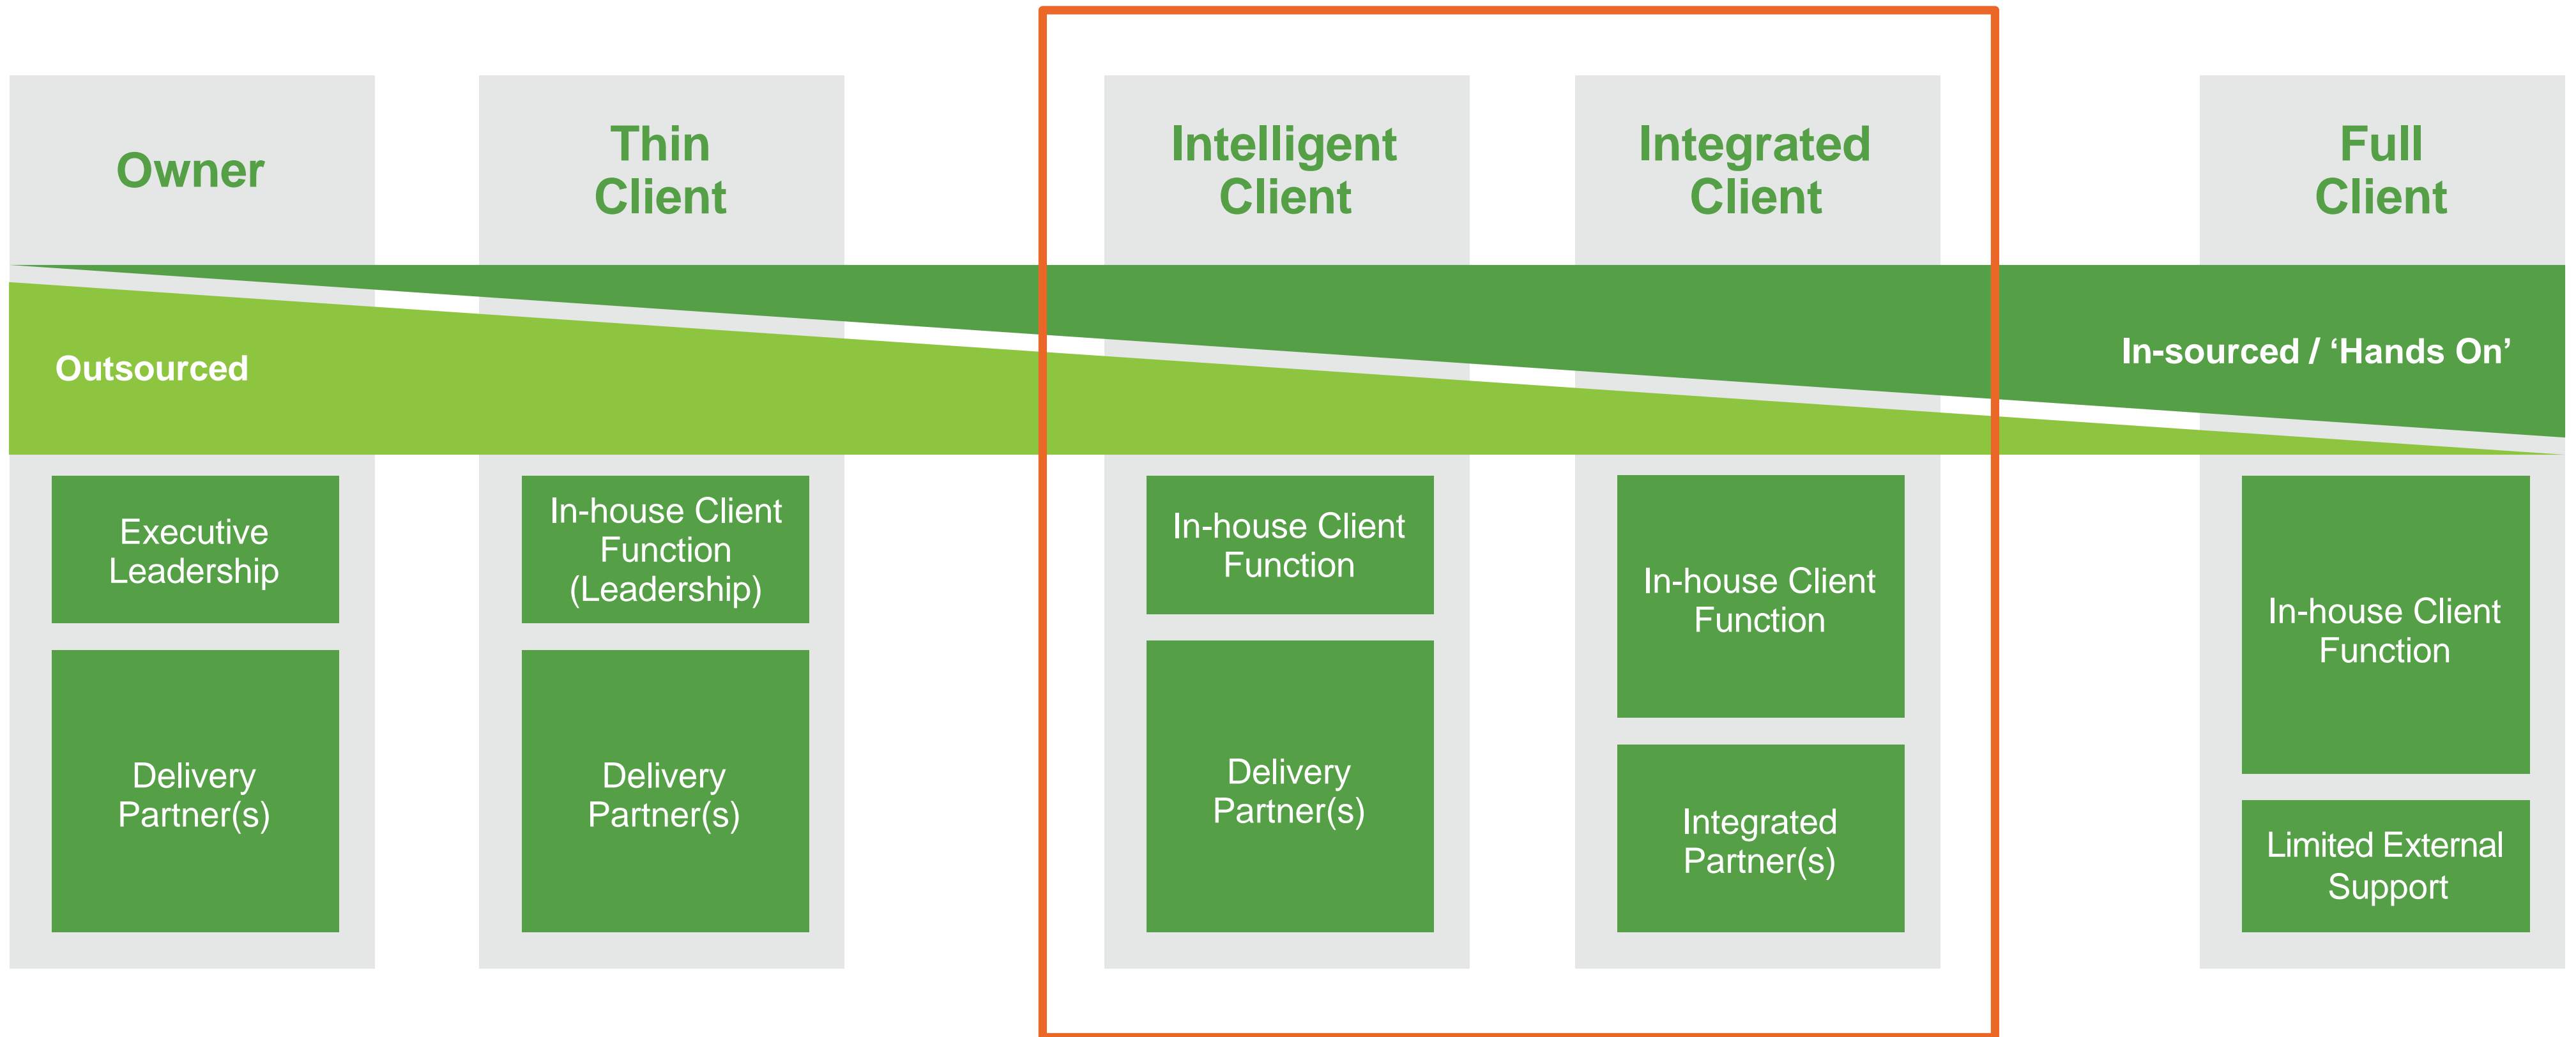 Owner
Thin
Client
Intelligent
Client
Integrated
Client
Full
Client
Outsourced
In-sourced / ‘Hands On’
Executive
Leadership
Delivery
Partner(s)
In-house Client
Function
(Leadership)
Delivery
Partner(s)
In-house Client
Function
Delivery
Partner(s)
In-house Client
Function
Integrated
Partner(s)
In-house Client
Function
Limited External
Support